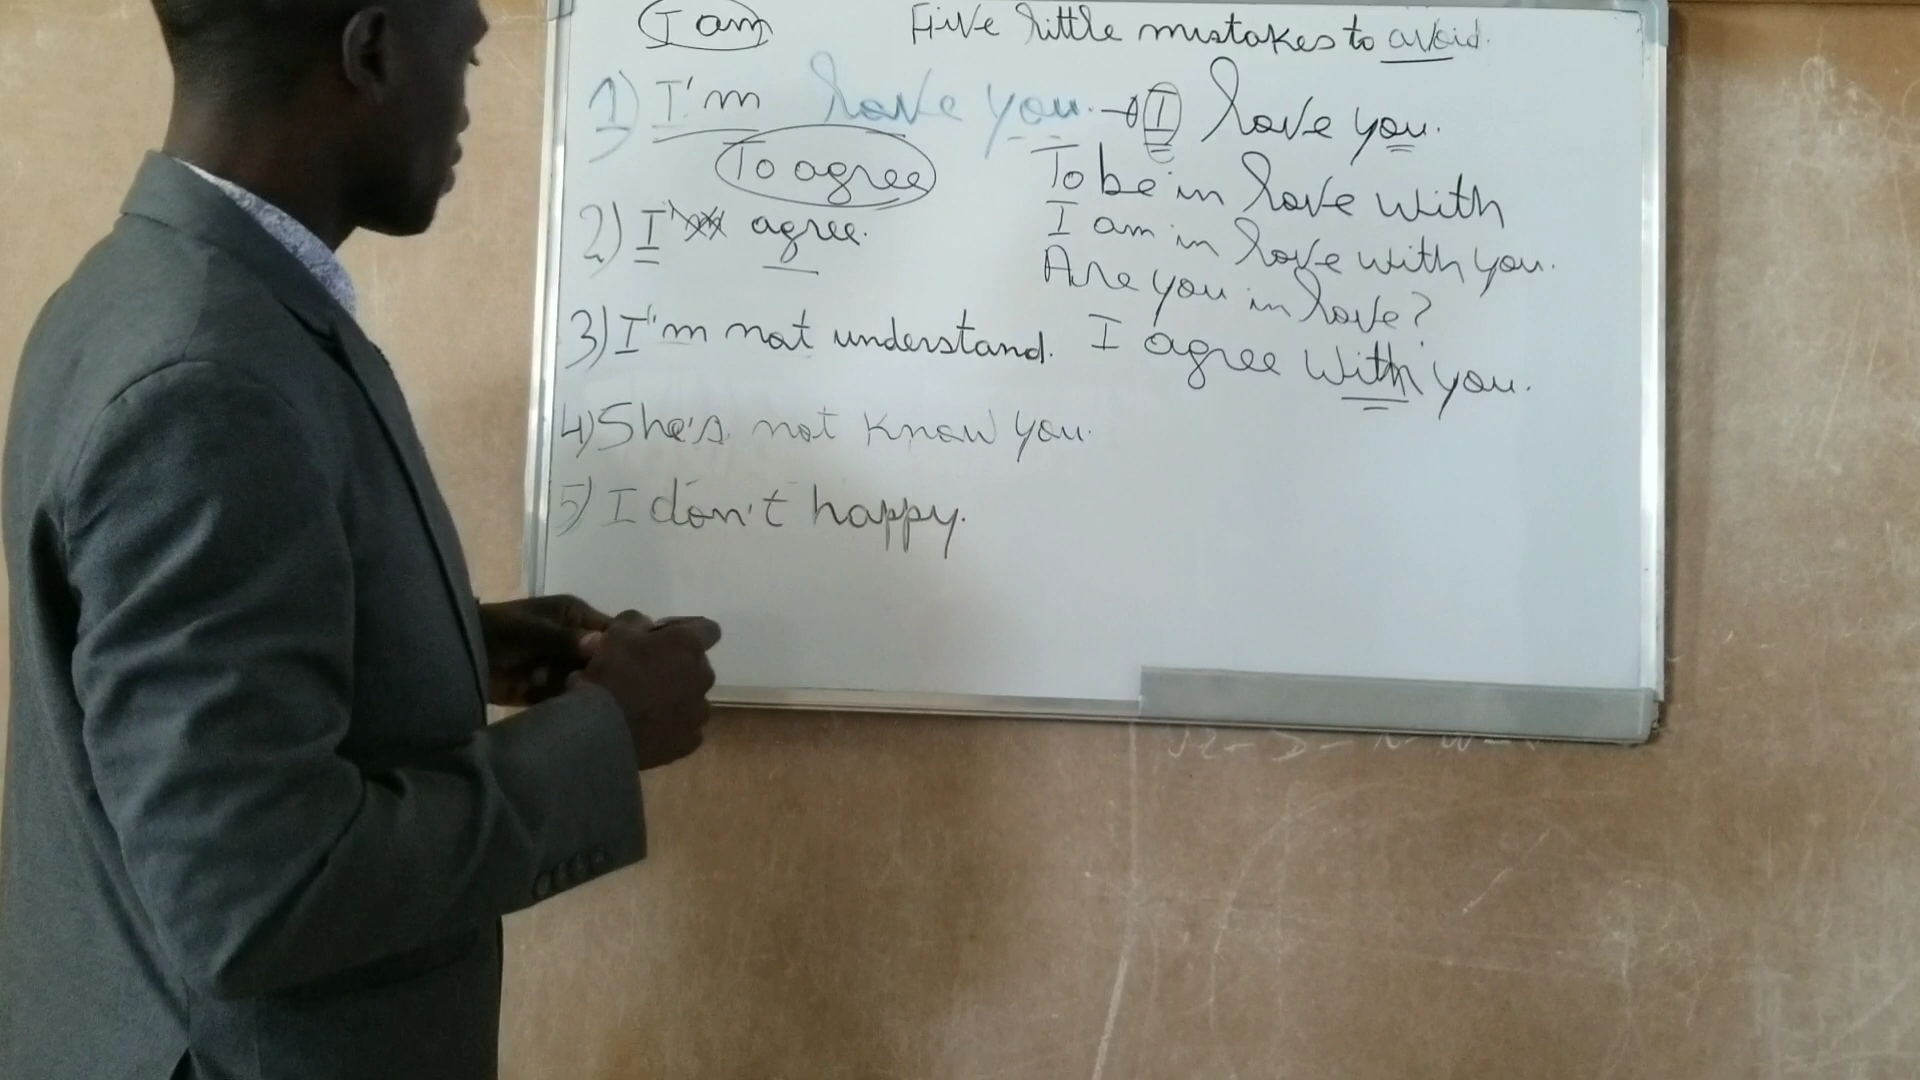 I am
Five little mistakes to avoid.
1) I'm love you. → I love you.
To agree
To be in love with
2) I agree.
I am in love with you.
Are you in love?
3) I'm not understand.
I agree with you.
4) She's not know you.
5) I don't happy.